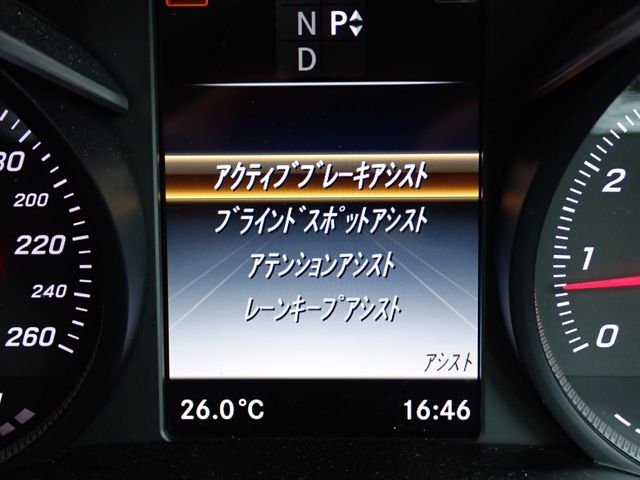 N P
D
アクティブブレーキアシスト
ブラインドスポットアシスト
アテンションアシスト
レーンキープアシスト
アシスト
26.0°C 16:46
200
220
240
260
2
1
0